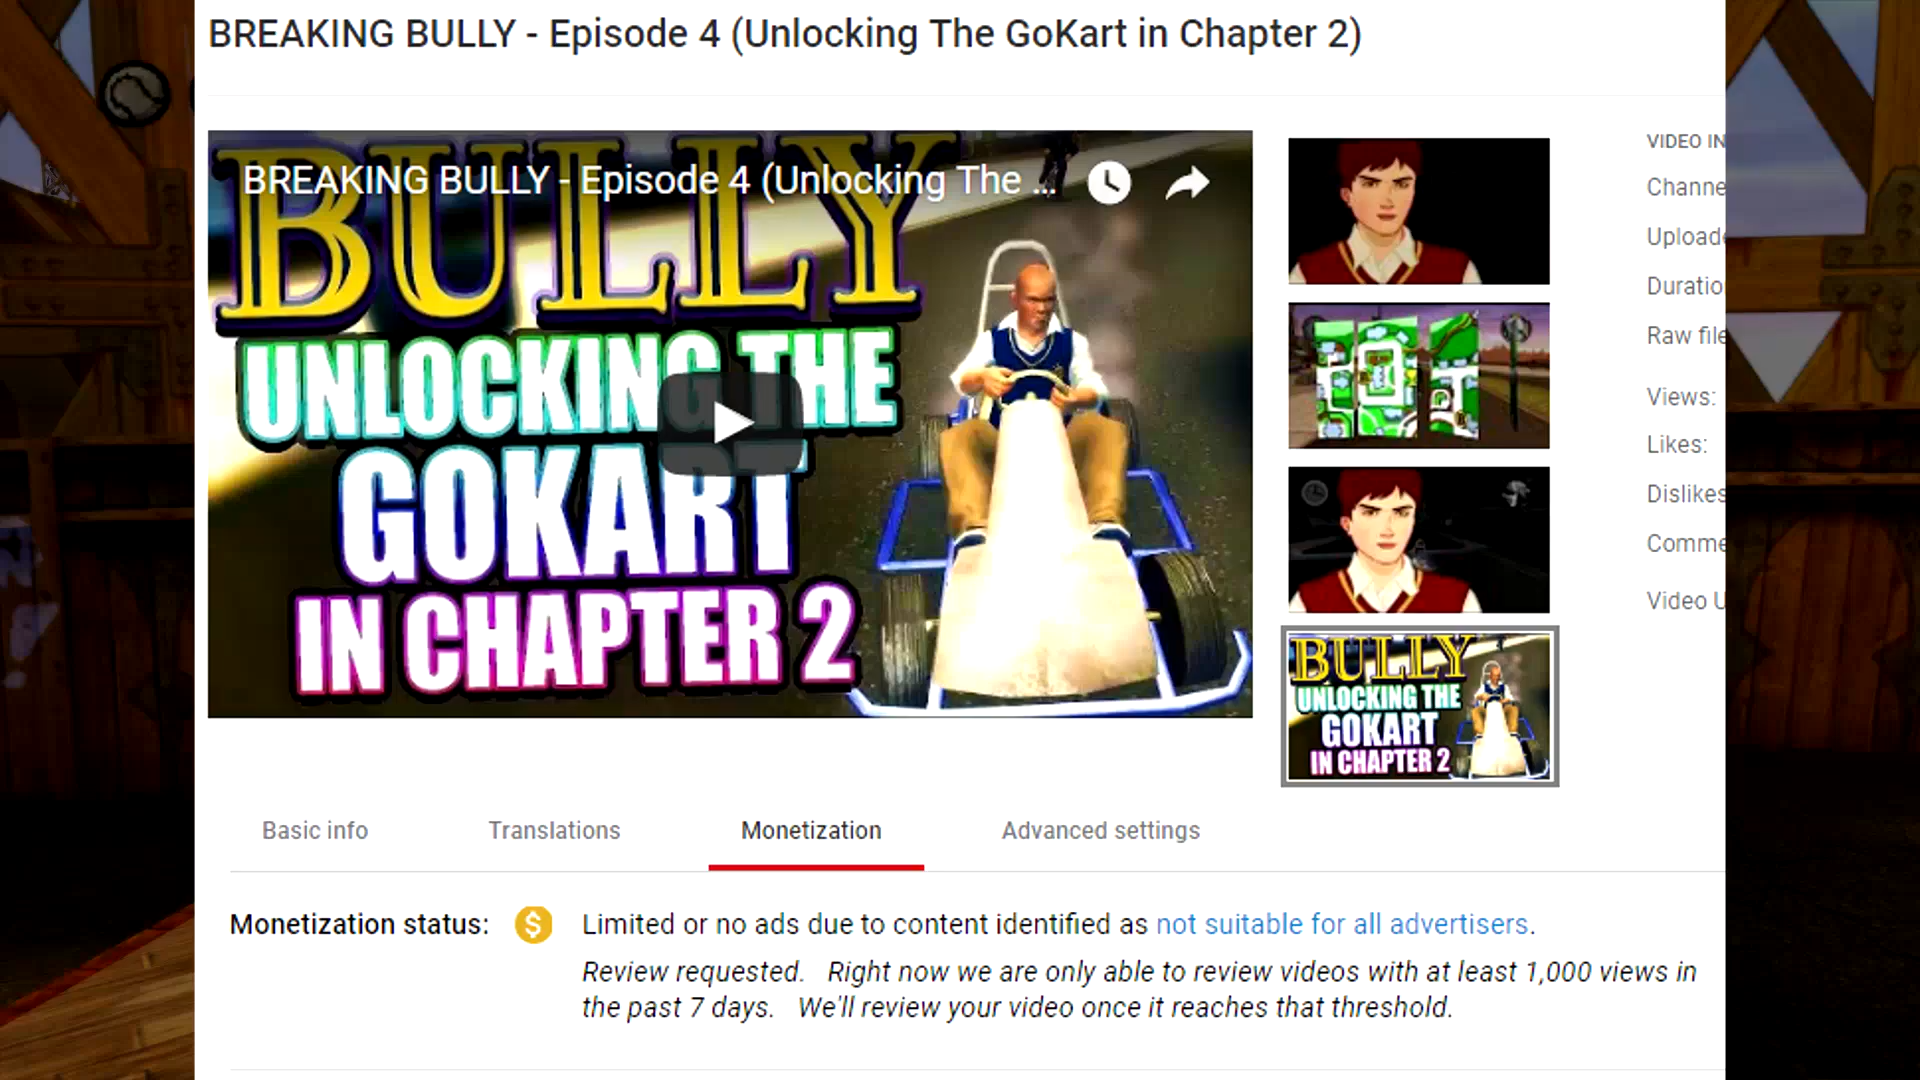 BREAKING BULLY - Episode 4 (Unlocking The GoKart in Chapter 2)
BULLY
BREAKING BULLY - Episode 4 (Unlocking The ...
UNLOCKING THE
GOKART
IN CHAPTER 2
BULLY
UNLOCKING THE
GOKART
IN CHAPTER 2
VIDEO IN
Channe
Upload
Duratio
Raw file
Views:
Likes:
Dislikes
Comme
Video U
Basic info
Translations
Monetization
Advanced settings
Monetization status:
$
Limited or no ads due to content identified as not suitable for all advertisers.
Review requested. Right now we are only able to review videos with at least 1,000 views in
the past 7 days. We'll review your video once it reaches that threshold.